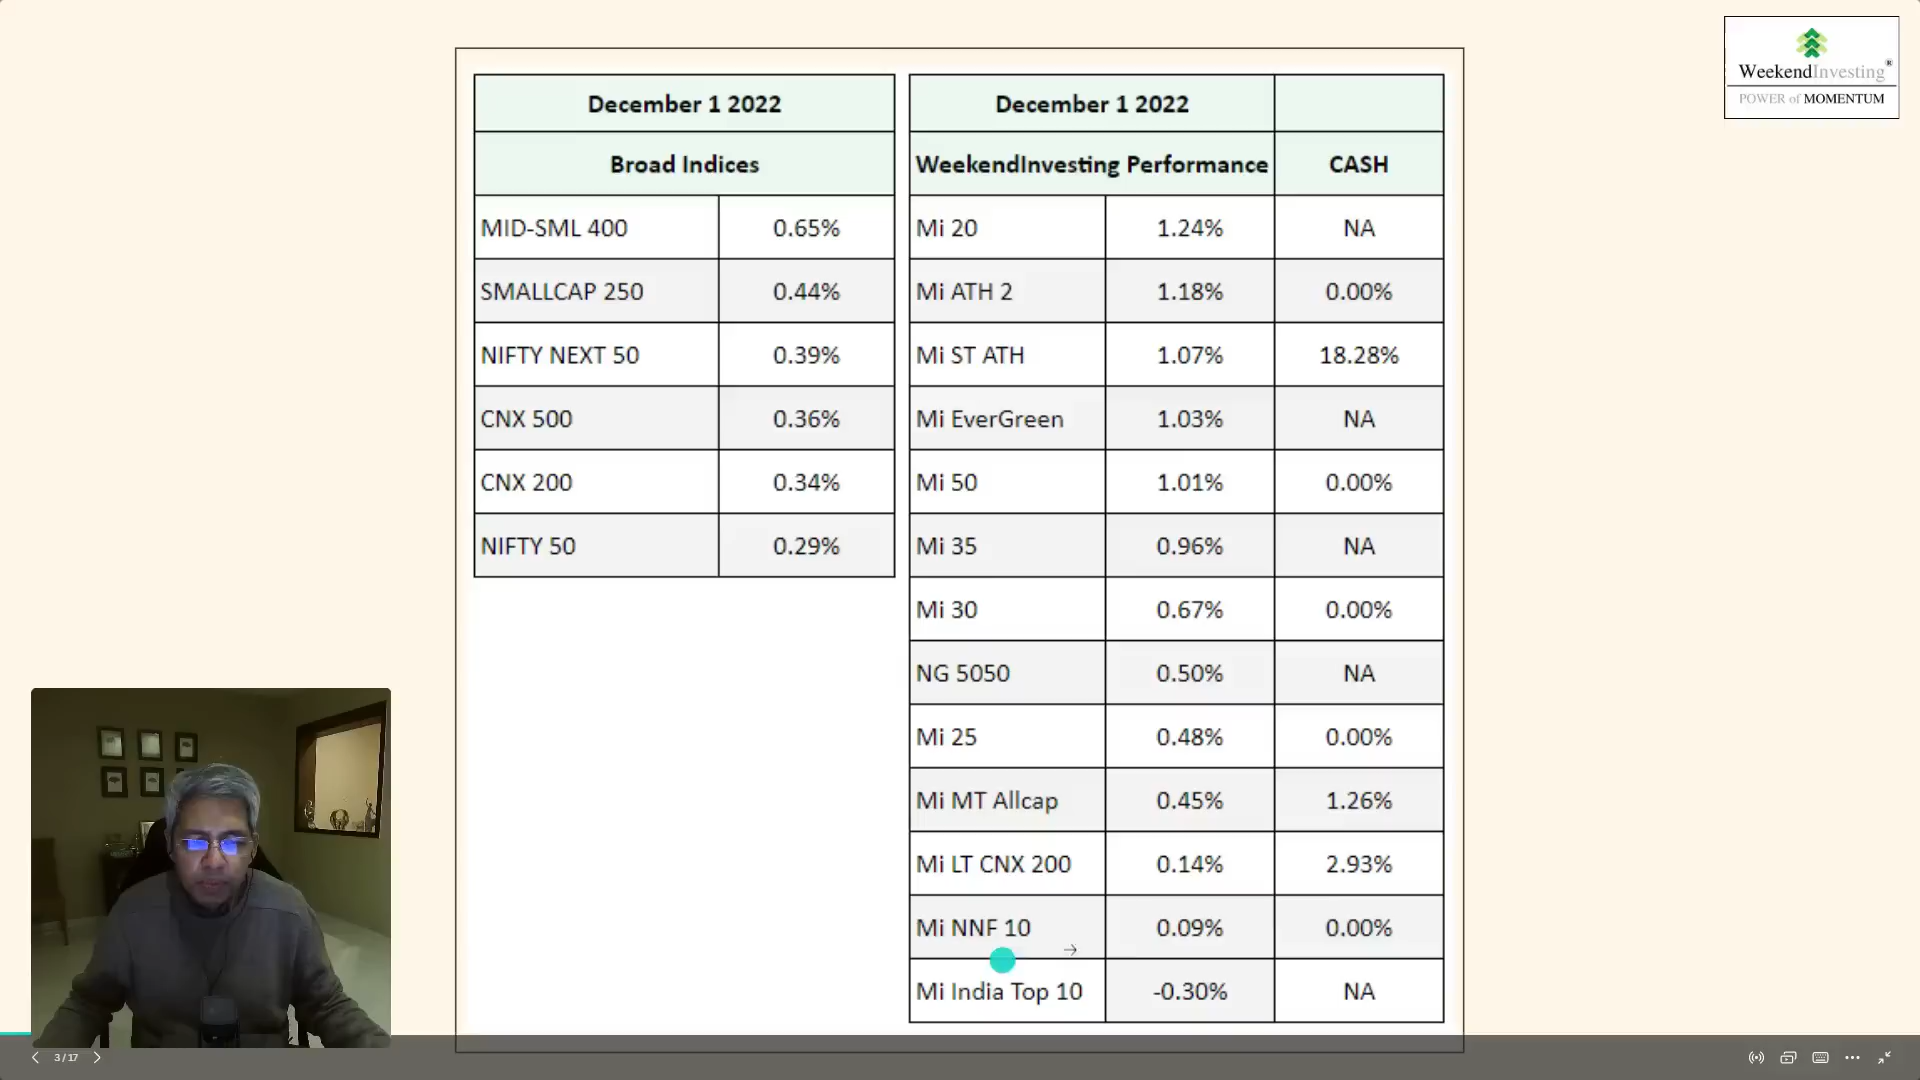 WeekendInvesting®
POWER of MOMENTUM
December 1 2022
Broad Indices
MID-SML 400 0.65%
SMALLCAP 250 0.44%
NIFTY NEXT 50 0.39%
CNX 500 0.36%
CNX 200 0.34%
NIFTY 50 0.29%
December 1 2022
WeekendInvesting Performance CASH
Mi 20 1.24% NA
Mi ATH 2 1.18% 0.00%
Mi ST ATH 1.07% 18.28%
Mi EverGreen 1.03% NA
Mi 50 1.01% 0.00%
Mi 35 0.96% NA
Mi 30 0.67% 0.00%
NG 5050 0.50% NA
Mi 25 0.48% 0.00%
Mi MT Allcap 0.45% 1.26%
Mi LT CNX 200 0.14% 2.93%
Mi NNF 10 0.09% 0.00%
Mi India Top 10 -0.30% NA
3 / 17